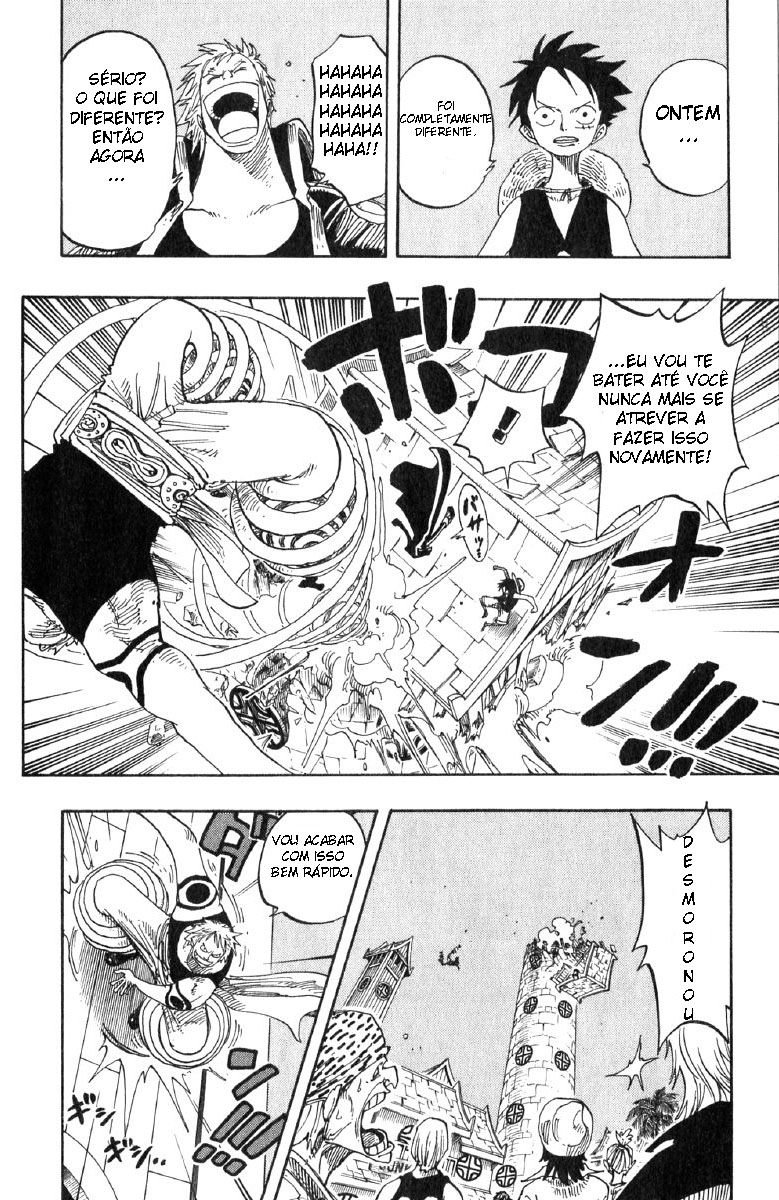 ONTEM
...
FOI
COMPLETAMENTE
DIFERENTE.
HAHAHA
HAHAHA
HAHAHA
HAHAHA
HAHA!!
SÉRIO?
O QUE FOI
DIFERENTE?
ENTÃO
AGORA
...
...EU VOU TE
BATER ATÉ VOCÊ
NUNCA MAIS SE
ATREVER A
FAZER ISSO
NOVAMENTE!
!
ボフォ!!!!
バサッ…
DESMORONOU
VOU ACABAR
COM ISSO
BEM RÁPIDO.
ダン
ギシ
ギシ
!!!